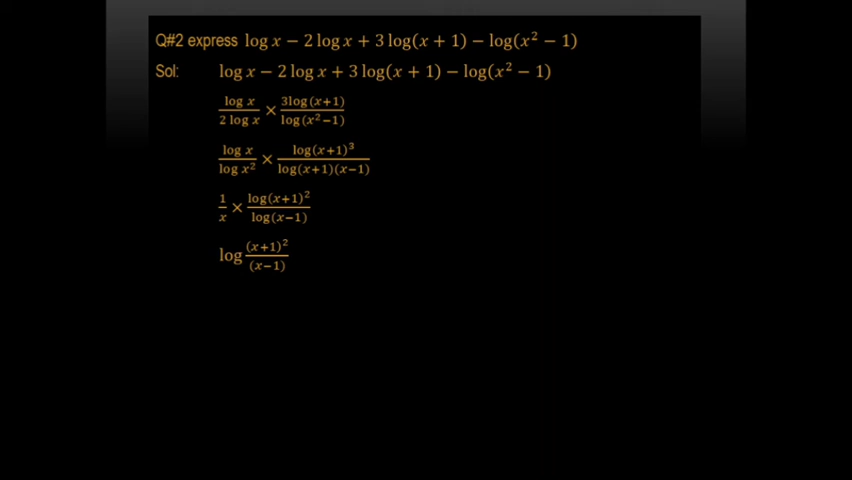 Q#2 express log x − 2 log x + 3 log(x + 1) − log(x² − 1)
Sol: log x − 2 log x + 3 log(x + 1) − log(x² − 1)
log x / 2 log x × 3log(x+1) / log(x²−1)
log x / log x² × log(x+1)³ / log(x+1)(x−1)
1/x × log(x+1)² / log(x−1)
log (x+1)² / (x−1)